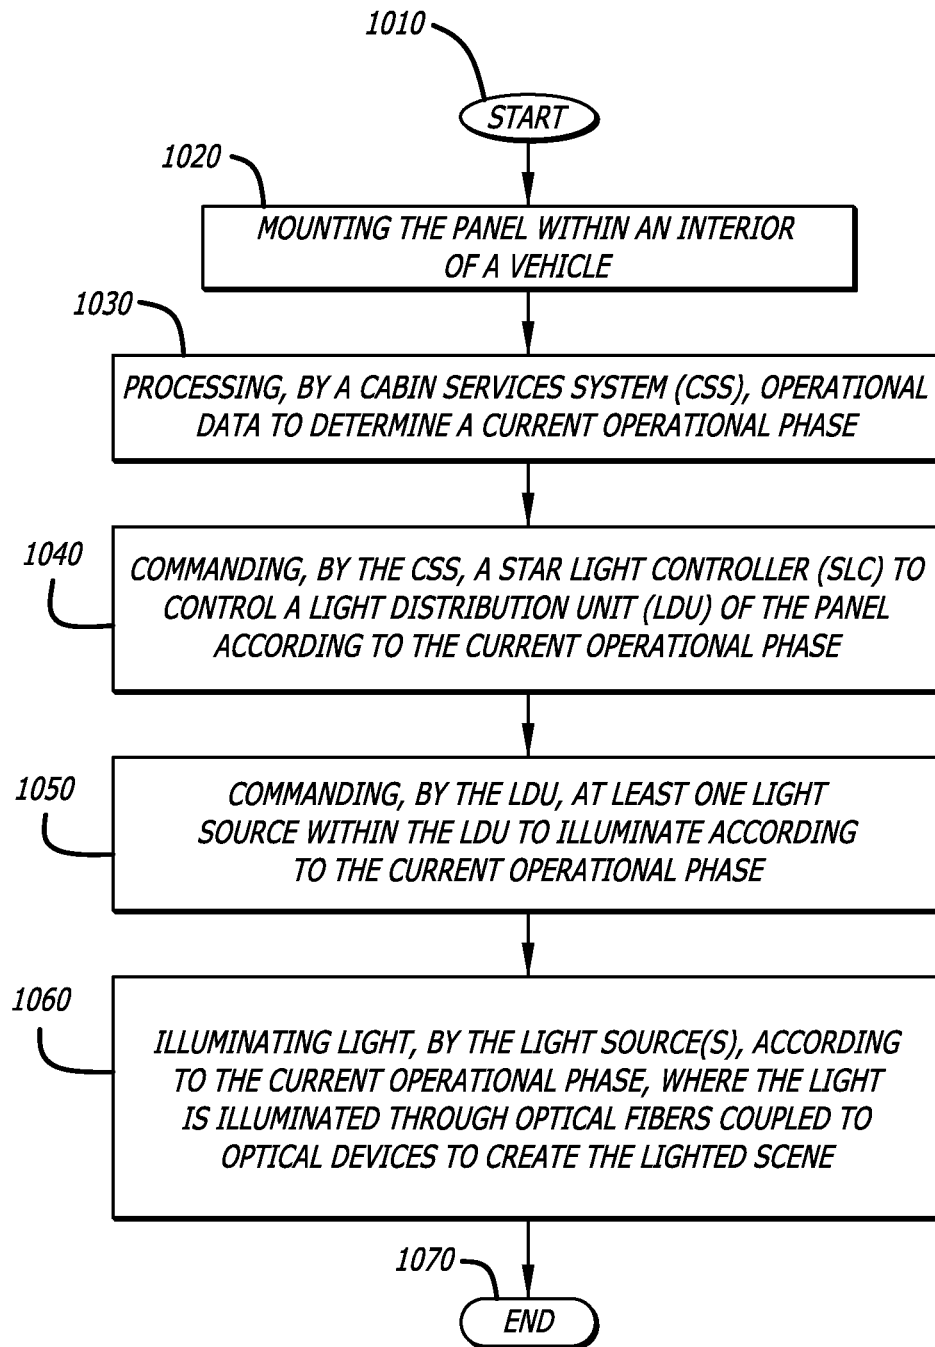 1010
START
1020
MOUNTING THE PANEL WITHIN AN INTERIOR
OF A VEHICLE
1030
PROCESSING, BY A CABIN SERVICES SYSTEM (CSS), OPERATIONAL
DATA TO DETERMINE A CURRENT OPERATIONAL PHASE
1040
COMMANDING, BY THE CSS, A STAR LIGHT CONTROLLER (SLC) TO
CONTROL A LIGHT DISTRIBUTION UNIT (LDU) OF THE PANEL
ACCORDING TO THE CURRENT OPERATIONAL PHASE
1050
COMMANDING, BY THE LDU, AT LEAST ONE LIGHT
SOURCE WITHIN THE LDU TO ILLUMINATE ACCORDING
TO THE CURRENT OPERATIONAL PHASE
1060
ILLUMINATING LIGHT, BY THE LIGHT SOURCE(S), ACCORDING
TO THE CURRENT OPERATIONAL PHASE, WHERE THE LIGHT
IS ILLUMINATED THROUGH OPTICAL FIBERS COUPLED TO
OPTICAL DEVICES TO CREATE THE LIGHTED SCENE
1070
END